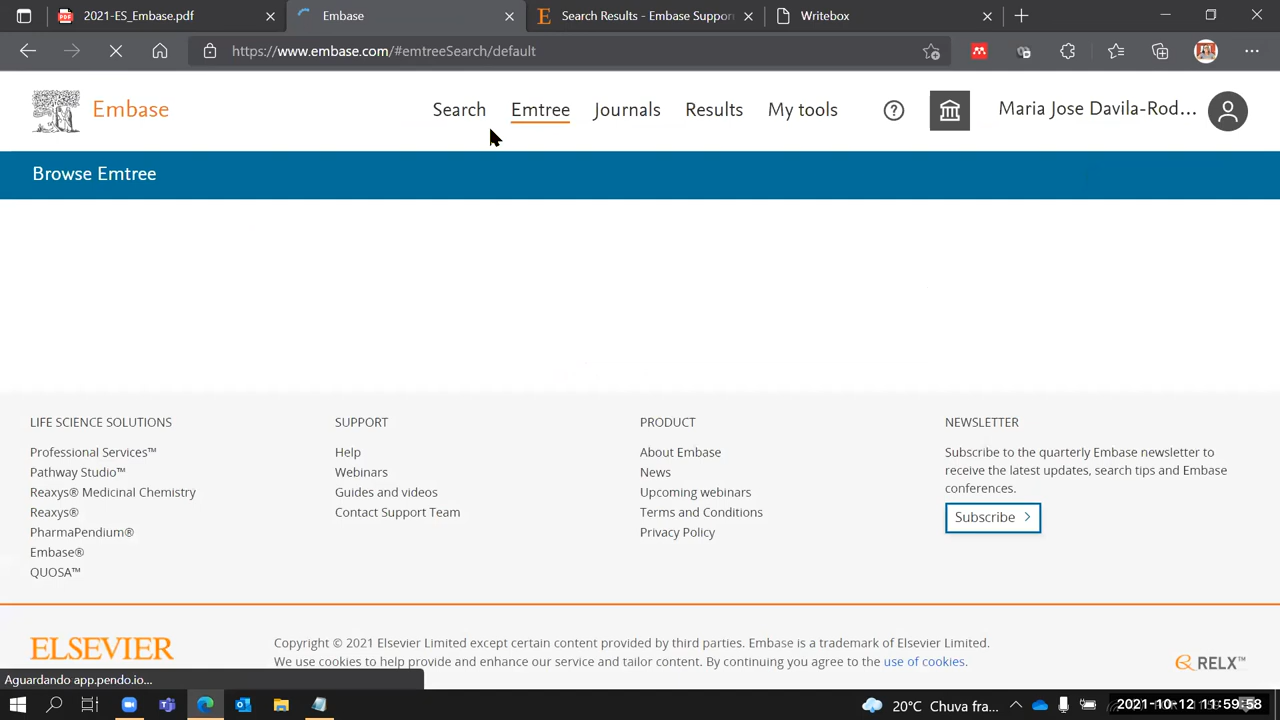 2021-ES_Embase.pdf
Embase
Search Results - Embase Suppor
Writebox
https://www.embase.com/#emtreeSearch/default
Embase
Search
Emtree
Journals
Results
My tools
?
Maria Jose Davila-Rod...
Browse Emtree
LIFE SCIENCE SOLUTIONS
Professional Services™
Pathway Studio™
Reaxys® Medicinal Chemistry
Reaxys®
PharmaPendium®
Embase®
QUOSA™
SUPPORT
Help
Webinars
Guides and videos
Contact Support Team
PRODUCT
About Embase
News
Upcoming webinars
Terms and Conditions
Privacy Policy
NEWSLETTER
Subscribe to the quarterly Embase newsletter to
receive the latest updates, search tips and Embase
conferences.
Subscribe
ELSEVIER
Copyright © 2021 Elsevier Limited except certain content provided by third parties. Embase is a trademark of Elsevier Limited.
We use cookies to help provide and enhance our service and tailor content. By continuing you agree to the use of cookies.
RELX™
Aguardando app.pendo.io...
20°C Chuva fra...
2021-10-12 11:59:58